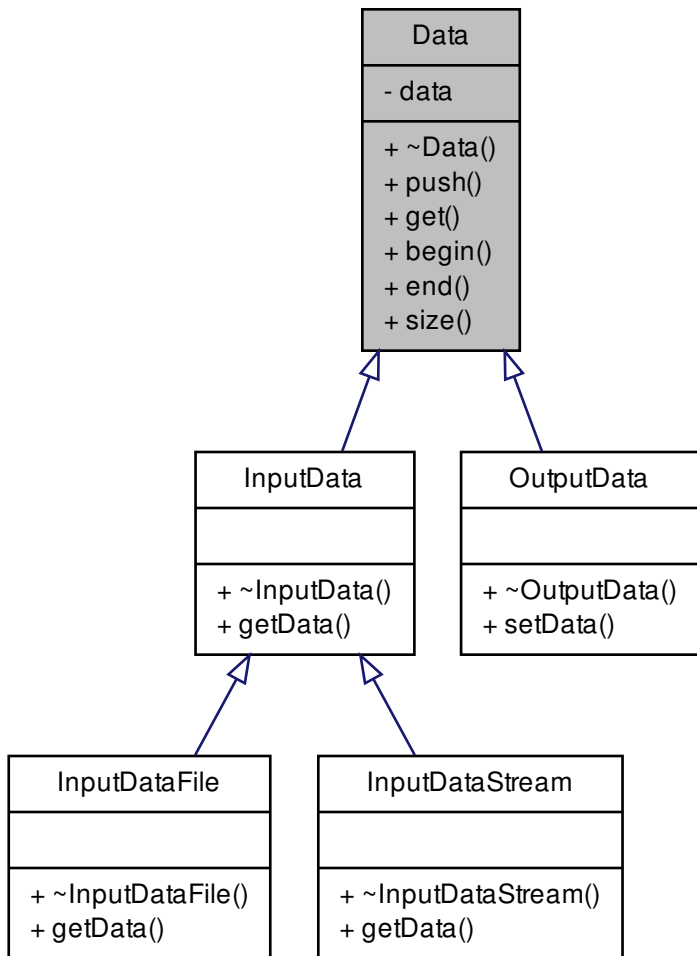 Data
- data
+ ~Data()
+ push()
+ get()
+ begin()
+ end()
+ size()
InputData
+ ~InputData()
+ getData()
OutputData
+ ~OutputData()
+ setData()
InputDataFile
+ ~InputDataFile()
+ getData()
InputDataStream
+ ~InputDataStream()
+ getData()